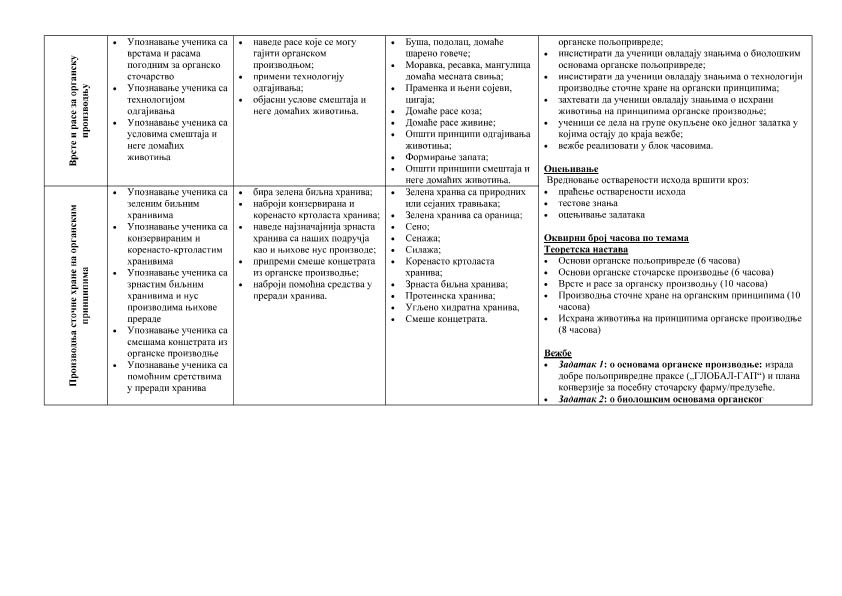 Врсте и расе за органску
производњу
• Упознавање ученика са
врстама и расама
погодним за органско
сточарство
• Упознавање ученика са
технологијом
одгајивања
• Упознавање ученика са
условима смештаја и
неге домаћих
животиња
• наведе расе које се могу
гајити органском
производњом;
• примени технологију
одгајивања;
• објасни услове смештаја и
неге домаћих животиња.
• Буша, подолац, домаће
шарено говече;
• Моравка, ресавка, мангулица
домаћа месната свиња;
• Праменка и њени сојеви,
цигаја;
• Домаће расе коза;
• Домаће расе живине;
• Општи принципи одгајивања
животиња;
• Формирање запата;
• Општи принципи смештаја и
неге домаћих животиња.
органске пољопривреде;
• инсистирати да ученици овладају знањима о биолошким
основама органске пољопривреде;
• инсистирати да ученици овладају знањима о технологији
производње сточне хране на органски принципима;
• захтевати да ученици овладају знањима о исхрани
животиња на принципима органске производње;
• ученици се дела на групе окупљене око једног задатка у
којима остају до краја вежбе;
• вежбе реализовати у блок часовима.
Оцењивање
Вредновање остварености исхода вршити кроз:
• праћење остварености исхода
• тестове знања
• оцењивање задатака
Оквирни број часова по темама
Теоретска настава
• Основи органске пољопривреде (6 часова)
• Основи органске сточарске производње (6 часова)
• Врсте и расе за органску производњу (10 часова)
• Производња сточне хране на органским принципима (10
часова)
• Исхрана животиња на принципима органске производње
(8 часова)
Вежбе
• Задатак 1: о основама органске производње: израда
добре пољопривредне праксе („ГЛОБАЛ-ГАП“) и плана
конверзије за посебну сточарску фарму/предузеће.
• Задатак 2: о биолошким основама органског
Производња сточне хране на органским
принципима
• Упознавање ученика са
зеленим биљним
хранивима
• Упознавање ученика са
конзервираним и
коренасто-кртоластим
хранивима
• Упознавање ученика са
зрнастим биљним
хранивима и нус
производима њихове
прераде
• Упознавање ученика са
смешама концетрата из
органске производње
• Упознавање ученика са
помоћним сретствима
у преради хранива
• бира зелена биљна хранива;
• наброји конзервирана и
коренасто кртоласта хранива;
• наведе најзначајнија зрнаста
хранива са наших подручја
као и њихове нус производе;
• припреми смеше концетрата
из органске производње;
• наброји помоћна средства у
преради хранива.
• Зелена хранва са природних
или сејаних травњака;
• Зелена хранива са ораница;
• Сено;
• Сенажа;
• Силажа;
• Коренасто кртоласта
хранива;
• Зрнаста биљна хранива;
• Протеинска хранива;
• Угљено хидратна хранива,
• Смеше концетрата.